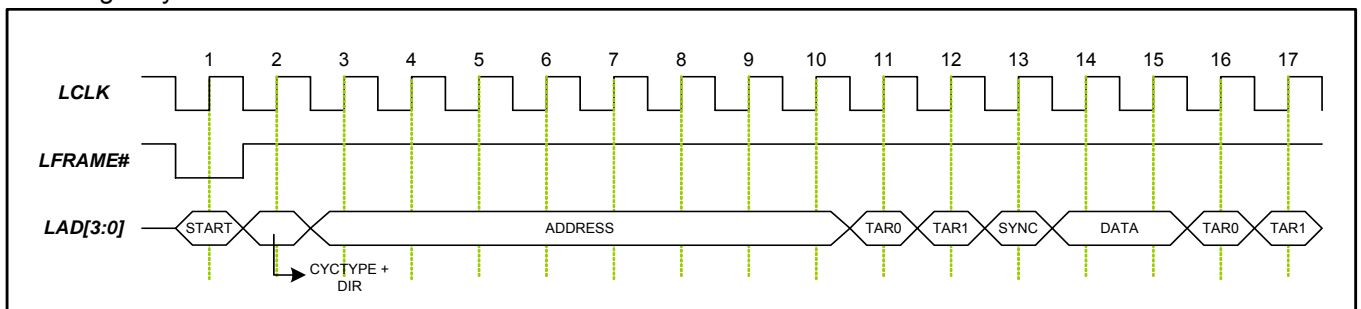 1 2 3 4 5 6 7 8 9 10 11 12 13 14 15 16 17
LCLK
LFRAME#
LAD[3:0] START ADDRESS TAR0 TAR1 SYNC DATA TAR0 TAR1
CYCTYPE +
DIR